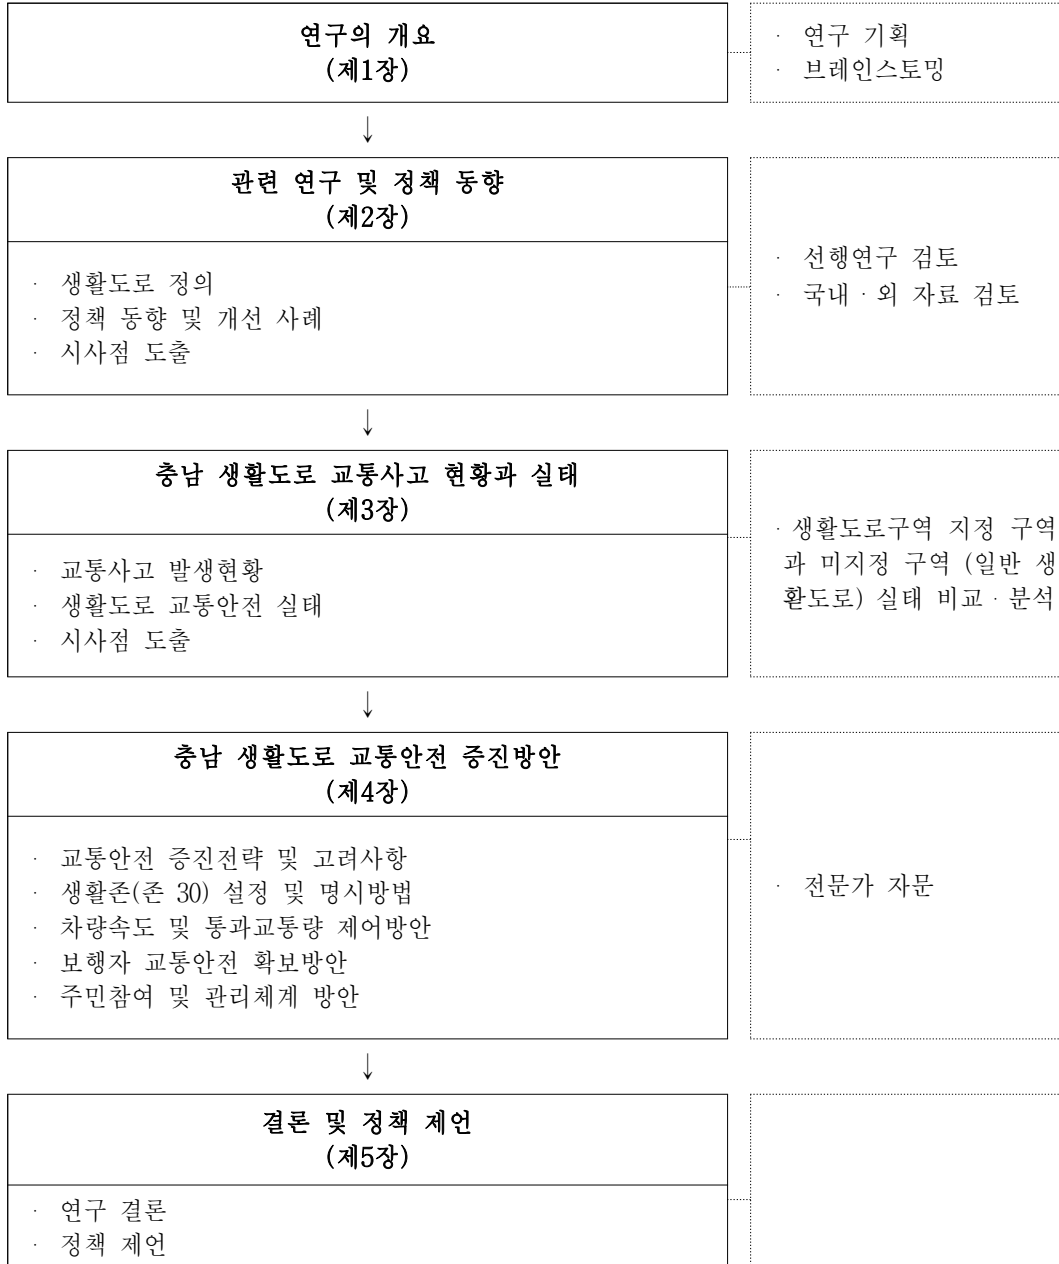 연구의 개요
(제1장)
· 연구 기획
· 브레인스토밍
↓
관련 연구 및 정책 동향
(제2장)
· 생활도로 정의
· 정책 동향 및 개선 사례
· 시사점 도출
· 선행연구 검토
· 국내·외 자료 검토
↓
충남 생활도로 교통사고 현황과 실태
(제3장)
· 교통사고 발생현황
· 생활도로 교통안전 실태
· 시사점 도출
· 생활도로구역 지정 구역
과 미지정 구역 (일반 생
활도로) 실태 비교·분석
↓
충남 생활도로 교통안전 증진방안
(제4장)
· 교통안전 증진전략 및 고려사항
· 생활존(존 30) 설정 및 명시방법
· 차량속도 및 통과교통량 제어방안
· 보행자 교통안전 확보방안
· 주민참여 및 관리체계 방안
· 전문가 자문
↓
결론 및 정책 제언
(제5장)
· 연구 결론
· 정책 제언